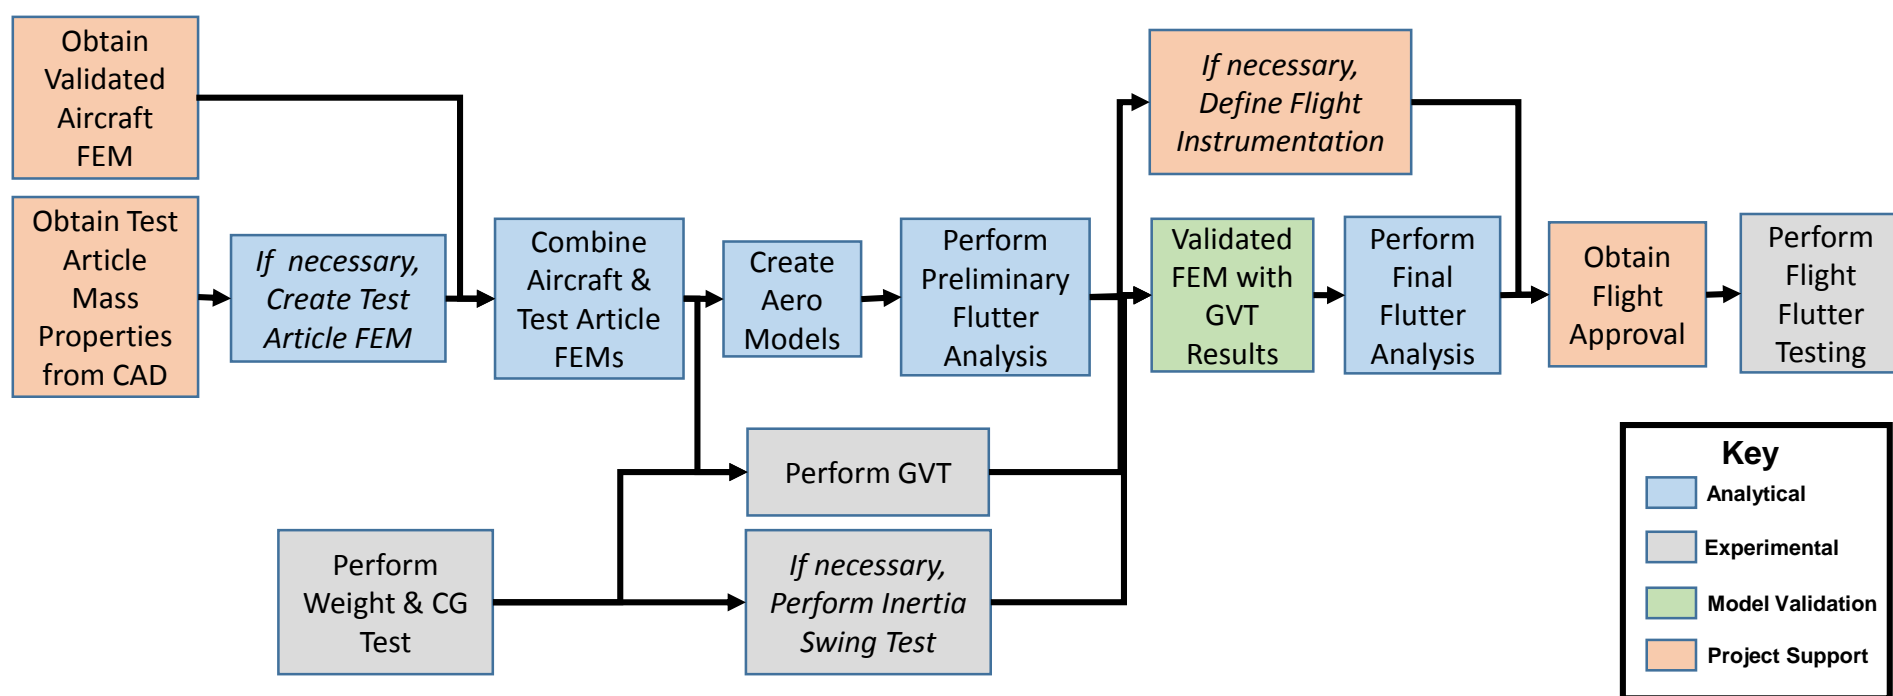 Obtain
Validated
Aircraft
FEM
Obtain Test
Article
Mass
Properties
from CAD
If necessary,
Create Test
Article FEM
Combine
Aircraft &
Test Article
FEMs
Create
Aero
Models
Perform
Preliminary
Flutter
Analysis
If necessary,
Define Flight
Instrumentation
Validated
FEM with
GVT
Results
Perform
Final
Flutter
Analysis
Obtain
Flight
Approval
Perform
Flight
Flutter
Testing
Perform GVT
Perform
Weight & CG
Test
If necessary,
Perform Inertia
Swing Test
Key
Analytical
Experimental
Model Validation
Project Support